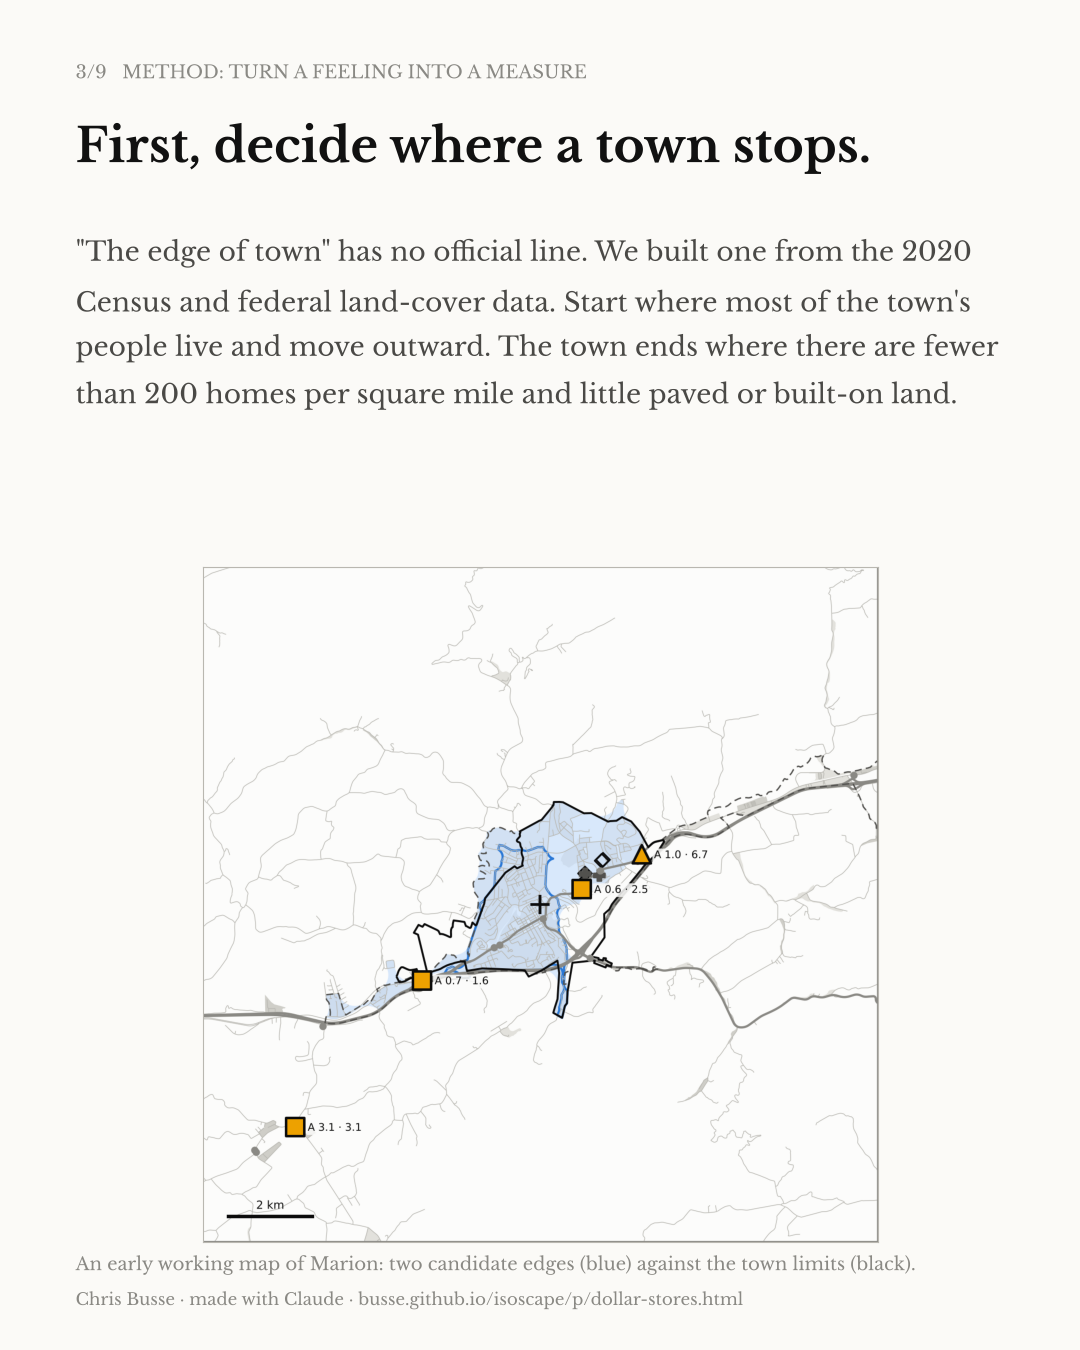 3/9 METHOD: TURN A FEELING INTO A MEASURE
First, decide where a town stops.
"The edge of town" has no official line. We built one from the 2020
Census and federal land-cover data. Start where most of the town's
people live and move outward. The town ends where there are fewer
than 200 homes per square mile and little paved or built-on land.
A 1.0 · 6.7
A 0.6 · 2.5
A 0.7 · 1.6
A 3.1 · 3.1
2 km
An early working map of Marion: two candidate edges (blue) against the town limits (black).
Chris Busse · made with Claude · busse.github.io/isoscape/p/dollar-stores.html